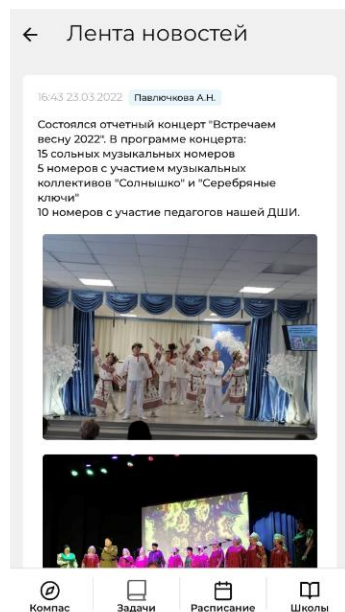 Лента новостей
16:43 23.03.2022 Павлючкова А.Н.
Состоялся отчетный концерт "Встречаем
весну 2022". В программе концерта:
15 сольных музыкальных номеров
5 номеров с участием музыкальных
коллективов "Солнышко" и "Серебряные
ключи"
10 номеров с участие педагогов нашей ДШИ.
Компас Задачи Расписание Школы